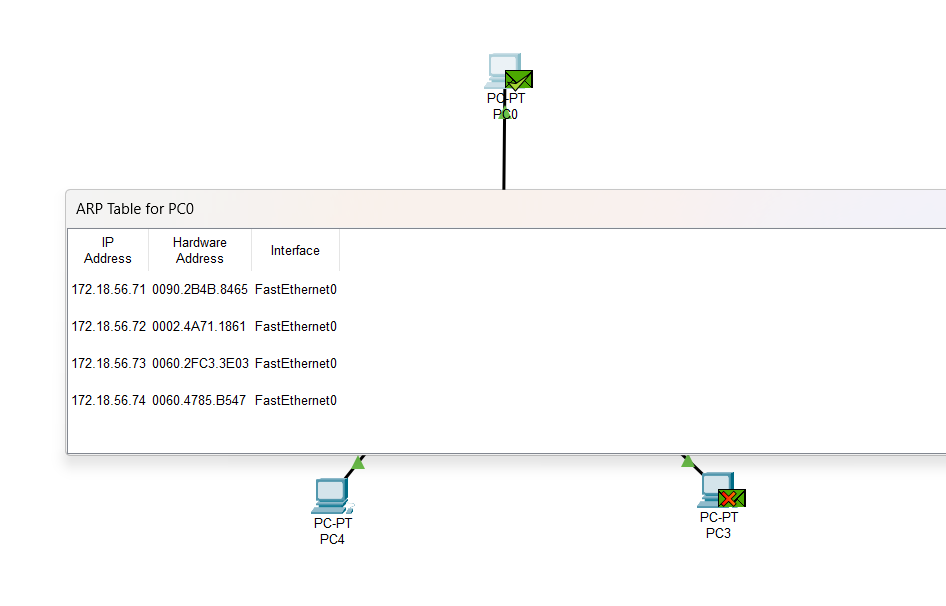 PC-PT
PC0
ARP Table for PC0
IP Address Hardware Address Interface
172.18.56.71 0090.2B4B.8465 FastEthernet0
172.18.56.72 0002.4A71.1861 FastEthernet0
172.18.56.73 0060.2FC3.3E03 FastEthernet0
172.18.56.74 0060.4785.B547 FastEthernet0
PC-PT
PC4
PC-PT
PC3